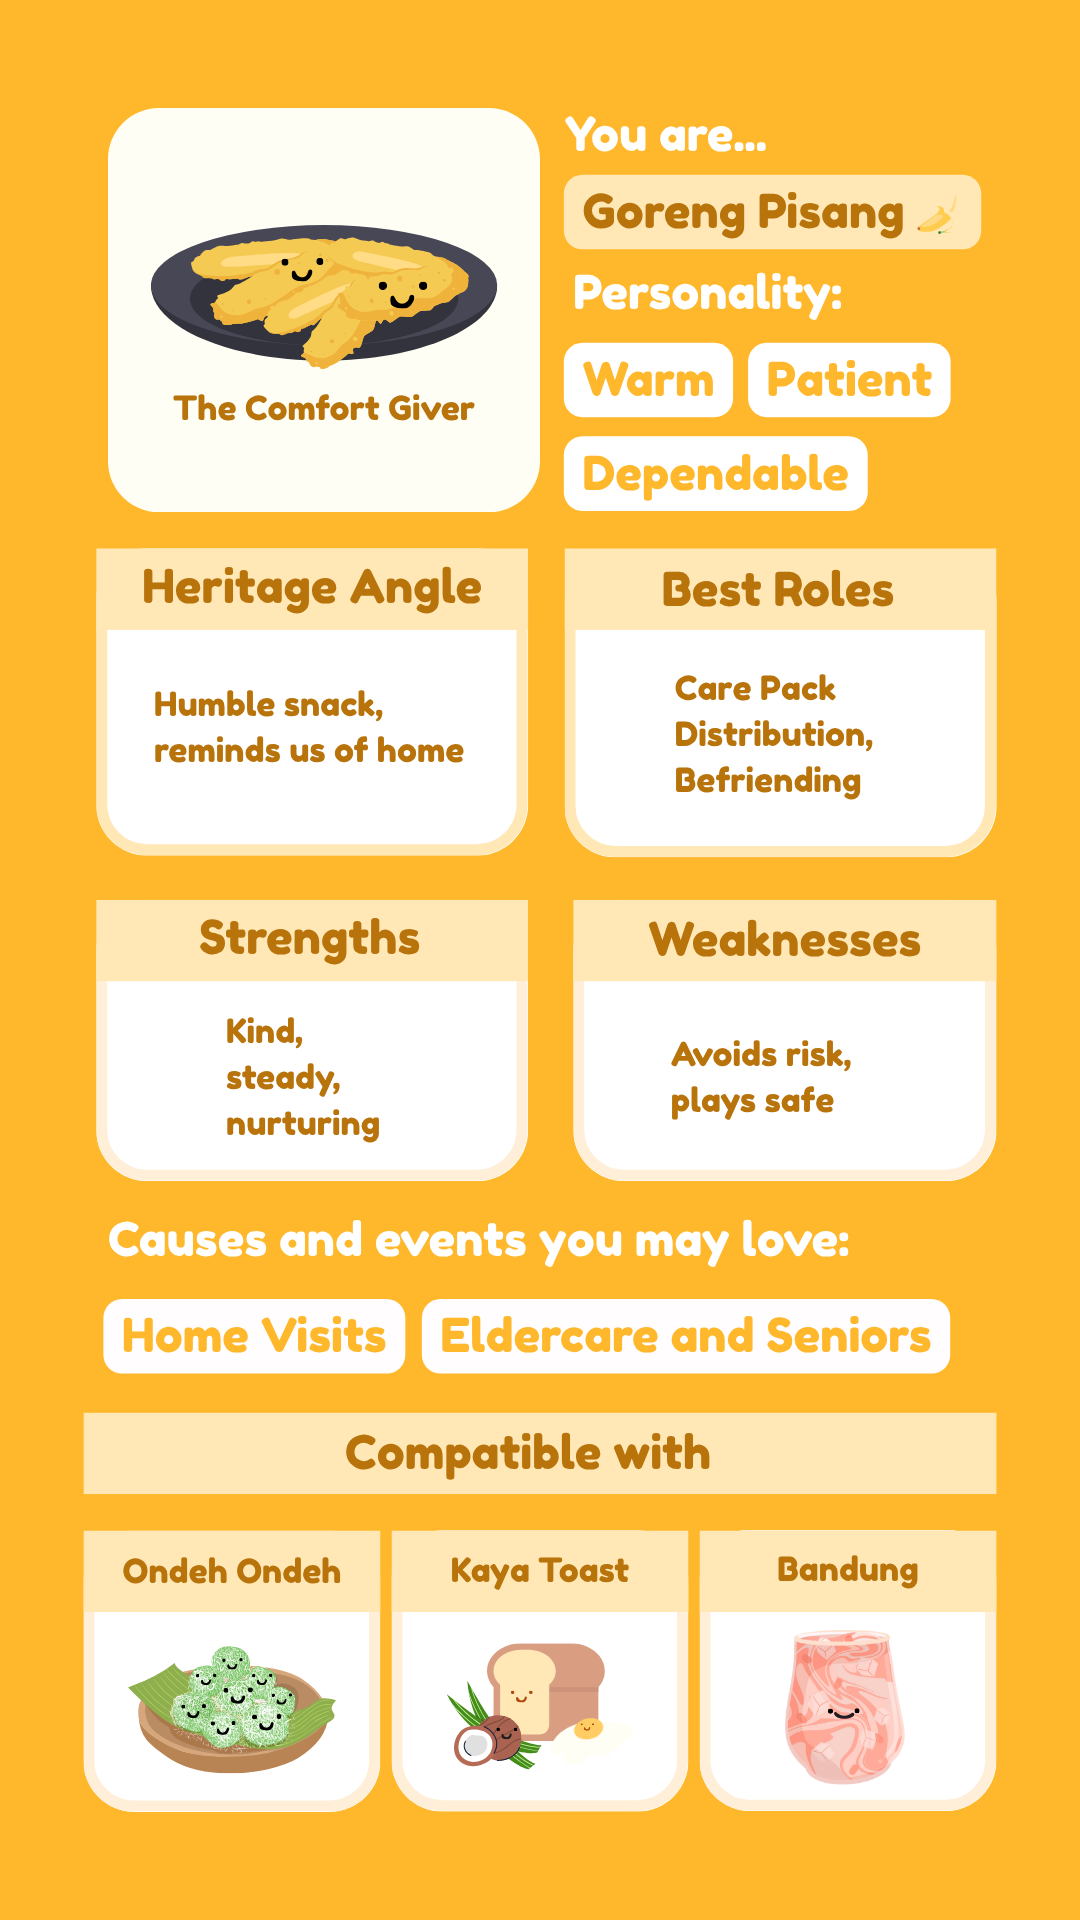 You are...
Goreng Pisang
The Comfort Giver
Personality:
Warm
Patient
Dependable
Heritage Angle
Humble snack,
reminds us of home
Best Roles
Care Pack
Distribution,
Befriending
Strengths
Kind,
steady,
nurturing
Weaknesses
Avoids risk,
plays safe
Causes and events you may love:
Home Visits
Eldercare and Seniors
Compatible with
Ondeh Ondeh
Kaya Toast
Bandung